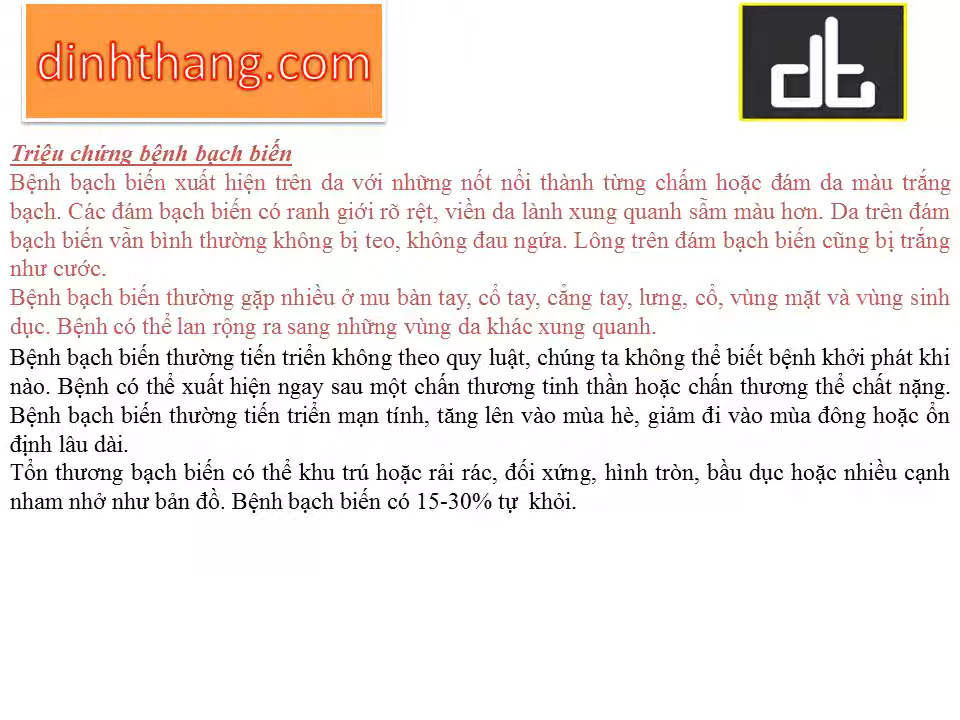 dinhthang.com
dt
Triệu chứng bệnh bạch biến
Bệnh bạch biến xuất hiện trên da với những nốt nổi thành từng chấm hoặc đám da màu trắng
bạch. Các đám bạch biến có ranh giới rõ rệt, viền da lành xung quanh sẫm màu hơn. Da trên đám
bạch biến vẫn bình thường không bị teo, không đau ngứa. Lông trên đám bạch biến cũng bị trắng
như cước.
Bệnh bạch biến thường gặp nhiều ở mu bàn tay, cổ tay, cẳng tay, lưng, cổ, vùng mặt và vùng sinh
dục. Bệnh có thể lan rộng ra sang những vùng da khác xung quanh.
Bệnh bạch biến thường tiến triển không theo quy luật, chúng ta không thể biết bệnh khởi phát khi
nào. Bệnh có thể xuất hiện ngay sau một chấn thương tinh thần hoặc chấn thương thể chất nặng.
Bệnh bạch biến thường tiến triển mạn tính, tăng lên vào mùa hè, giảm đi vào mùa đông hoặc ổn
định lâu dài.
Tổn thương bạch biến có thể khu trú hoặc rải rác, đối xứng, hình tròn, bầu dục hoặc nhiều cạnh
nham nhở như bản đồ. Bệnh bạch biến có 15-30% tự khỏi.